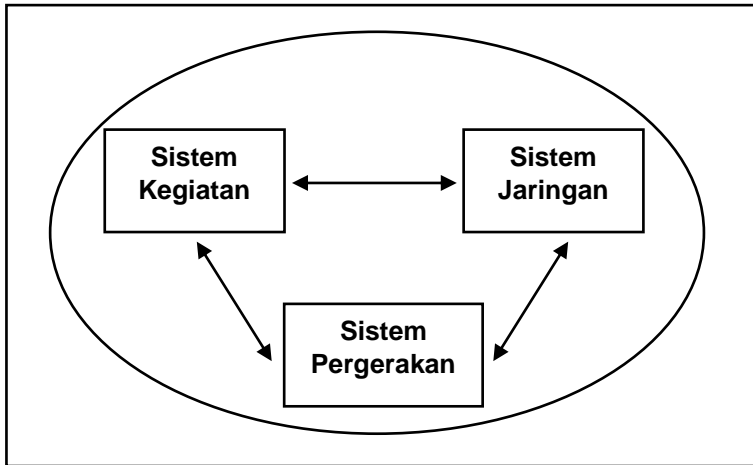 Sistem
Kegiatan
Sistem
Jaringan
Sistem
Pergerakan